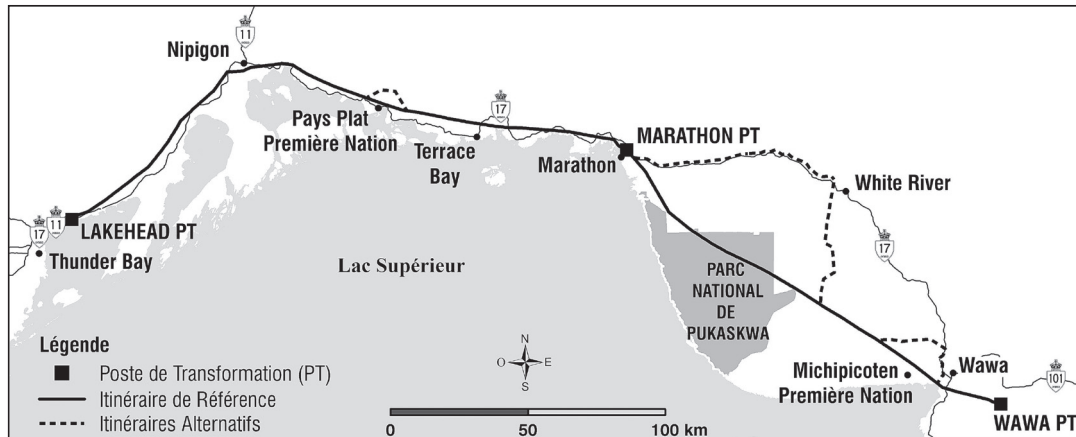 11
Nipigon
Pays Plat
Première Nation
17
Terrace
Bay
MARATHON PT
Marathon
White River
17
11
17
LAKEHEAD PT
Thunder Bay
Lac Supérieur
PARC
NATIONAL
DE
PUKASKWA
Michipicoten
Première Nation
Wawa
101
WAWA PT
N
O
E
S
Légende
Poste de Transformation (PT)
Itinéraire de Référence
Itinéraires Alternatifs
0
50
100 km